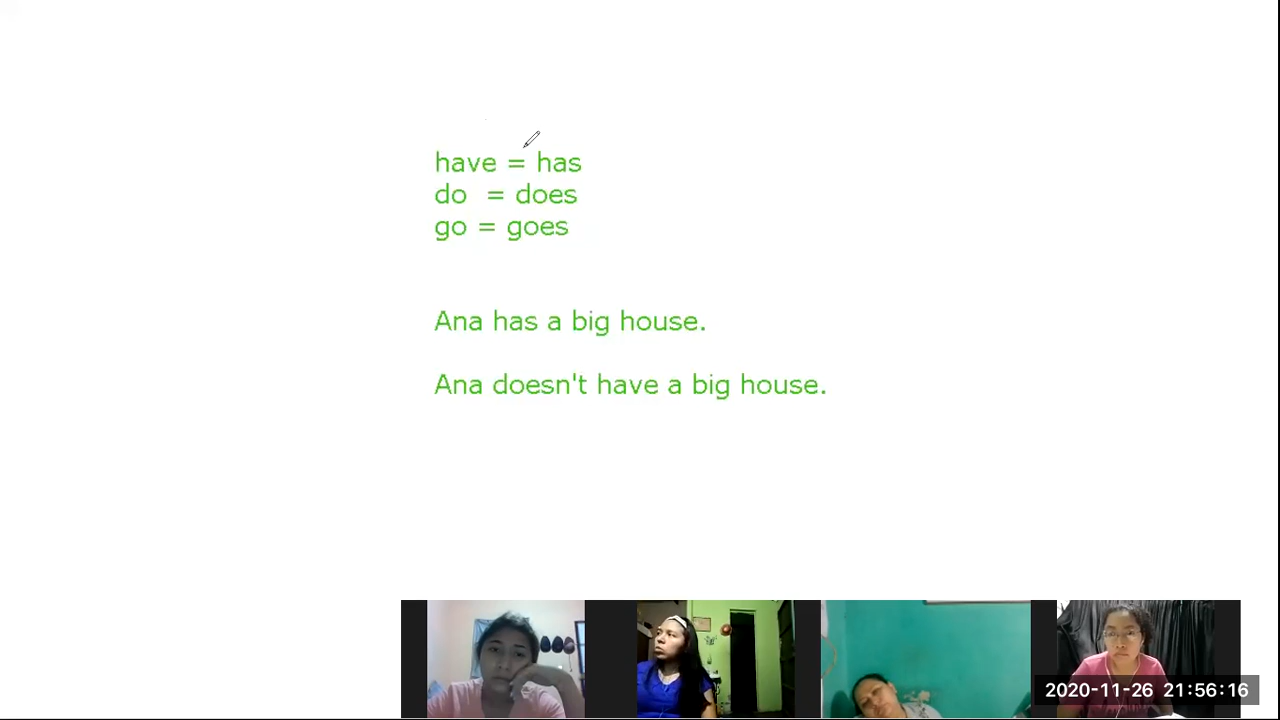 have = has
do = does
go = goes
Ana has a big house.
Ana doesn't have a big house.
2020-11-26 21:56:16